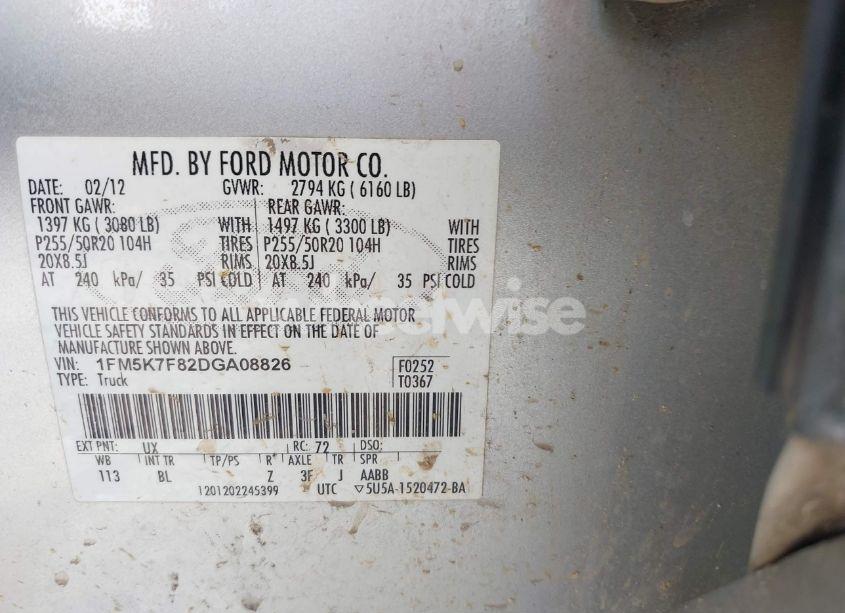 MFD. BY FORD MOTOR CO.
DATE: 02/12 GVWR: 2794 KG ( 6160 LB)
FRONT GAWR: REAR GAWR:
1397 KG ( 3080 LB) WITH 1497 KG ( 3300 LB) WITH
P255/50R20 104H TIRES P255/50R20 104H TIRES
20X8.5J RIMS 20X8.5J RIMS
AT 240 kPa/ 35 PSI COLD AT 240 kPa/ 35 PSI COLD
THIS VEHICLE CONFORMS TO ALL APPLICABLE FEDERAL MOTOR
VEHICLE SAFETY STANDARDS IN EFFECT ON THE DATE OF
MANUFACTURE SHOWN ABOVE.
VIN: 1FM5K7F82DGA08826 F0252
TYPE: Truck T0367
EXT PNT: UX RC: 72 DSO:
WB INT TR TP/PS R* AXLE TR SPR
113 BL Z 3F J AABB
1201202245399 UTC ▽5U5A-1520472-BA